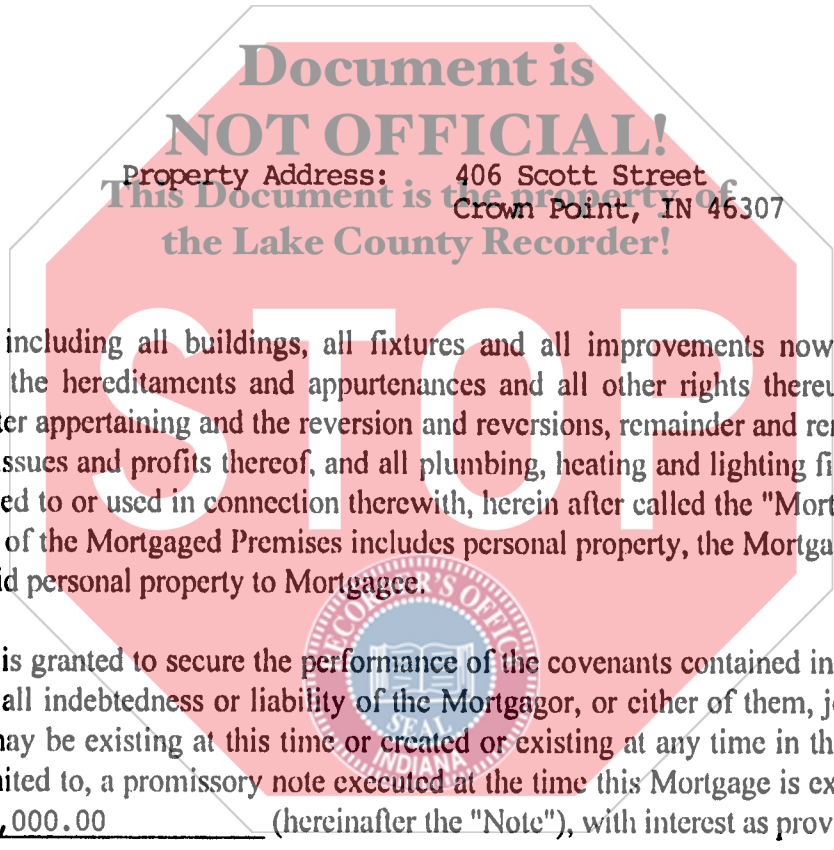 Document is
NOT OFFICIAL!
Property Address: 406 Scott Street
This Document is the property of
Crown Point, IN 46307
the Lake County Recorder!
STOP
including all buildings, all fixtures and all improvements now
the hereditaments and appurtenances and all other rights thereu
er appertaining and the reversion and reversions, remainder and re
ssues and profits thereof, and all plumbing, heating and lighting fi
ed to or used in connection therewith, herein after called the "Mort
of the Mortgaged Premises includes personal property, the Mortga
id personal property to Mortgagee.
RECORDER'S OFFICE
SEAL
INDIANA
is granted to secure the performance of the covenants contained in
all indebtedness or liability of the Mortgagor, or either of them, j
may be existing at this time or created or existing at any time in th
ited to, a promissory note executed at the time this Mortgage is ex
,000.00 (hereinafter the "Note"), with interest as prov